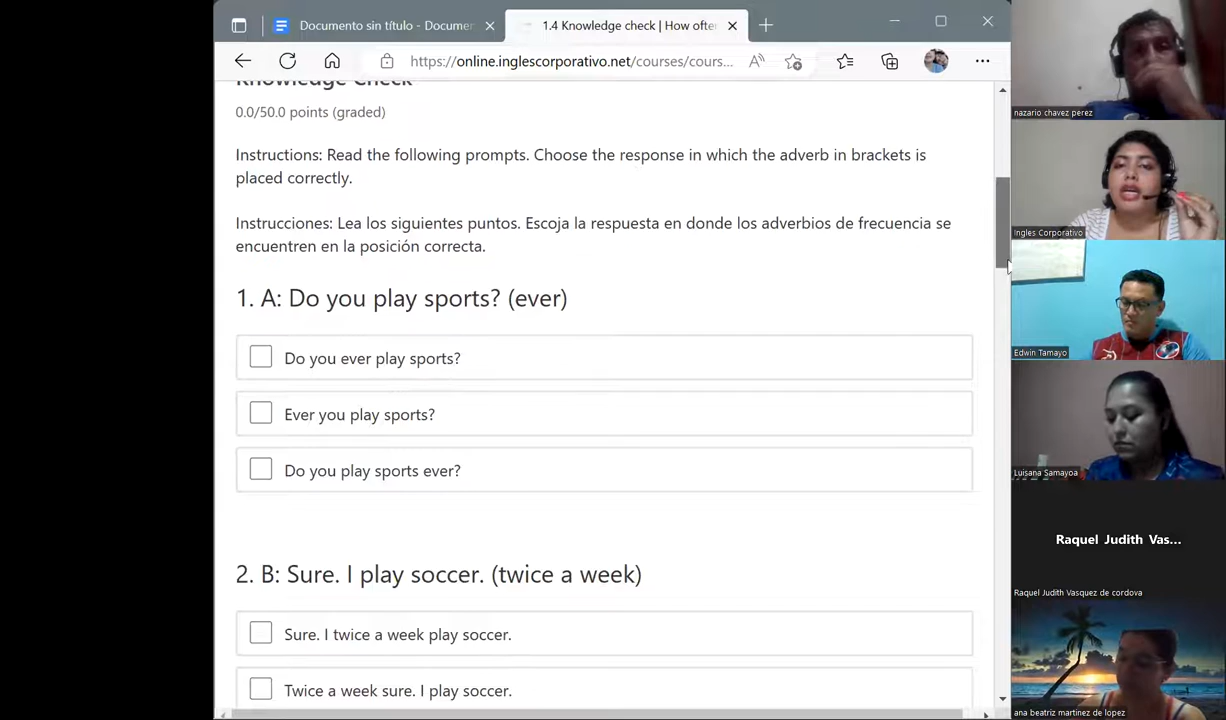 Documento sin título - Documen
1.4 Knowledge check | How ofte
https://online.inglescorporativo.net/courses/cours...
Knowledge Check
0.0/50.0 points (graded)
Instructions: Read the following prompts. Choose the response in which the adverb in brackets is
placed correctly.
Instrucciones: Lea los siguientes puntos. Escoja la respuesta en donde los adverbios de frecuencia se
encuentren en la posición correcta.
1. A: Do you play sports? (ever)
Do you ever play sports?
Ever you play sports?
Do you play sports ever?
2. B: Sure. I play soccer. (twice a week)
Sure. I twice a week play soccer.
Twice a week sure. I play soccer.
nazario chavez perez
Ingles Corporativo
Edwin Tamayo
Luisana Samayoa
Raquel Judith Vas...
Raquel Judith Vasquez de cordova
ana beatriz martinez de lopez